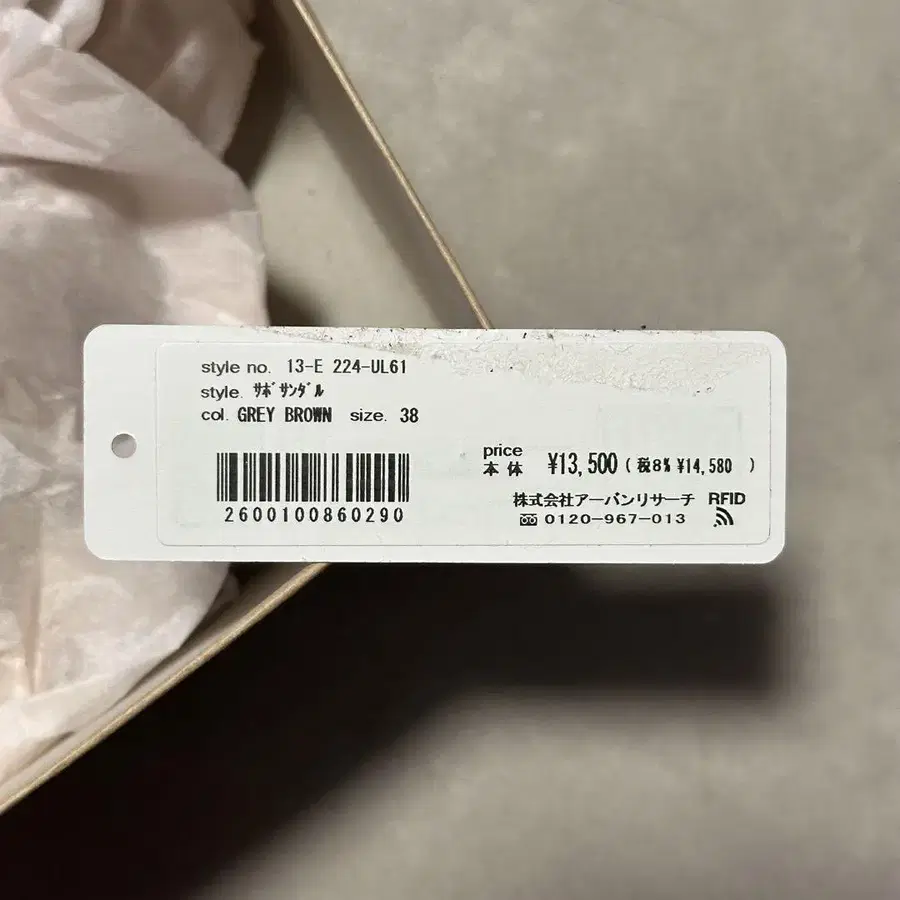 style no. 13-E 224-UL61
style. ｻﾎﾞｻﾝﾀﾞﾙ
col. GREY BROWN size. 38
price
本体 ¥13,500 (税8% ¥14,580 )
2600100860290
株式会社アーバンリサーチ RFID
0120-967-013